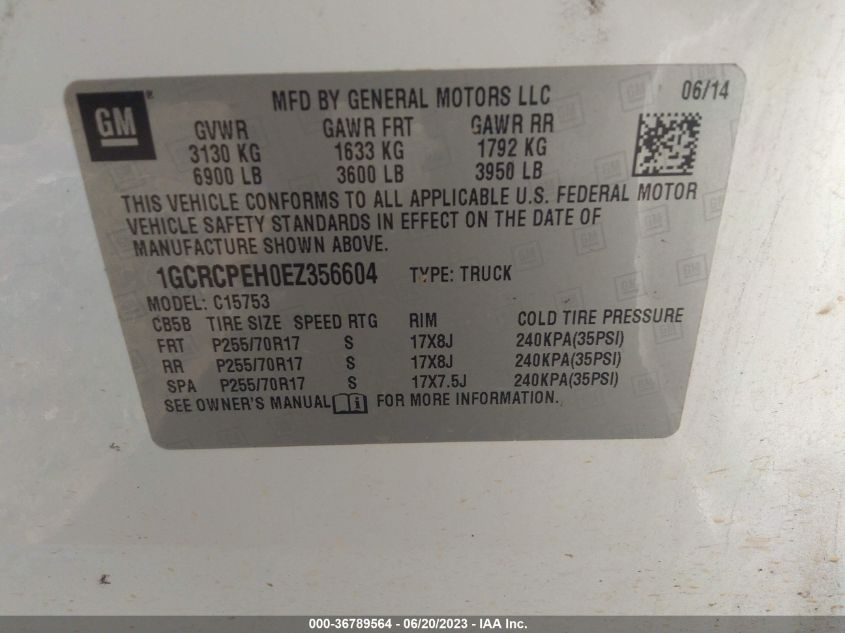 GM
MFD BY GENERAL MOTORS LLC 06/14
GVWR GAWR FRT GAWR RR
3130 KG 1633 KG 1792 KG
6900 LB 3600 LB 3950 LB
THIS VEHICLE CONFORMS TO ALL APPLICABLE U.S. FEDERAL MOTOR
VEHICLE SAFETY STANDARDS IN EFFECT ON THE DATE OF
MANUFACTURE SHOWN ABOVE.
1GCRCPEH0EZ356604 TYPE: TRUCK
MODEL: C15753
CB5B TIRE SIZE SPEED RTG RIM COLD TIRE PRESSURE
FRT P255/70R17 S 17X8J 240KPA(35PSI)
RR P255/70R17 S 17X8J 240KPA(35PSI)
SPA P255/70R17 S 17X7.5J 240KPA(35PSI)
SEE OWNER'S MANUAL FOR MORE INFORMATION.
000-36789564 / 06/20/2023 - IAA Inc.